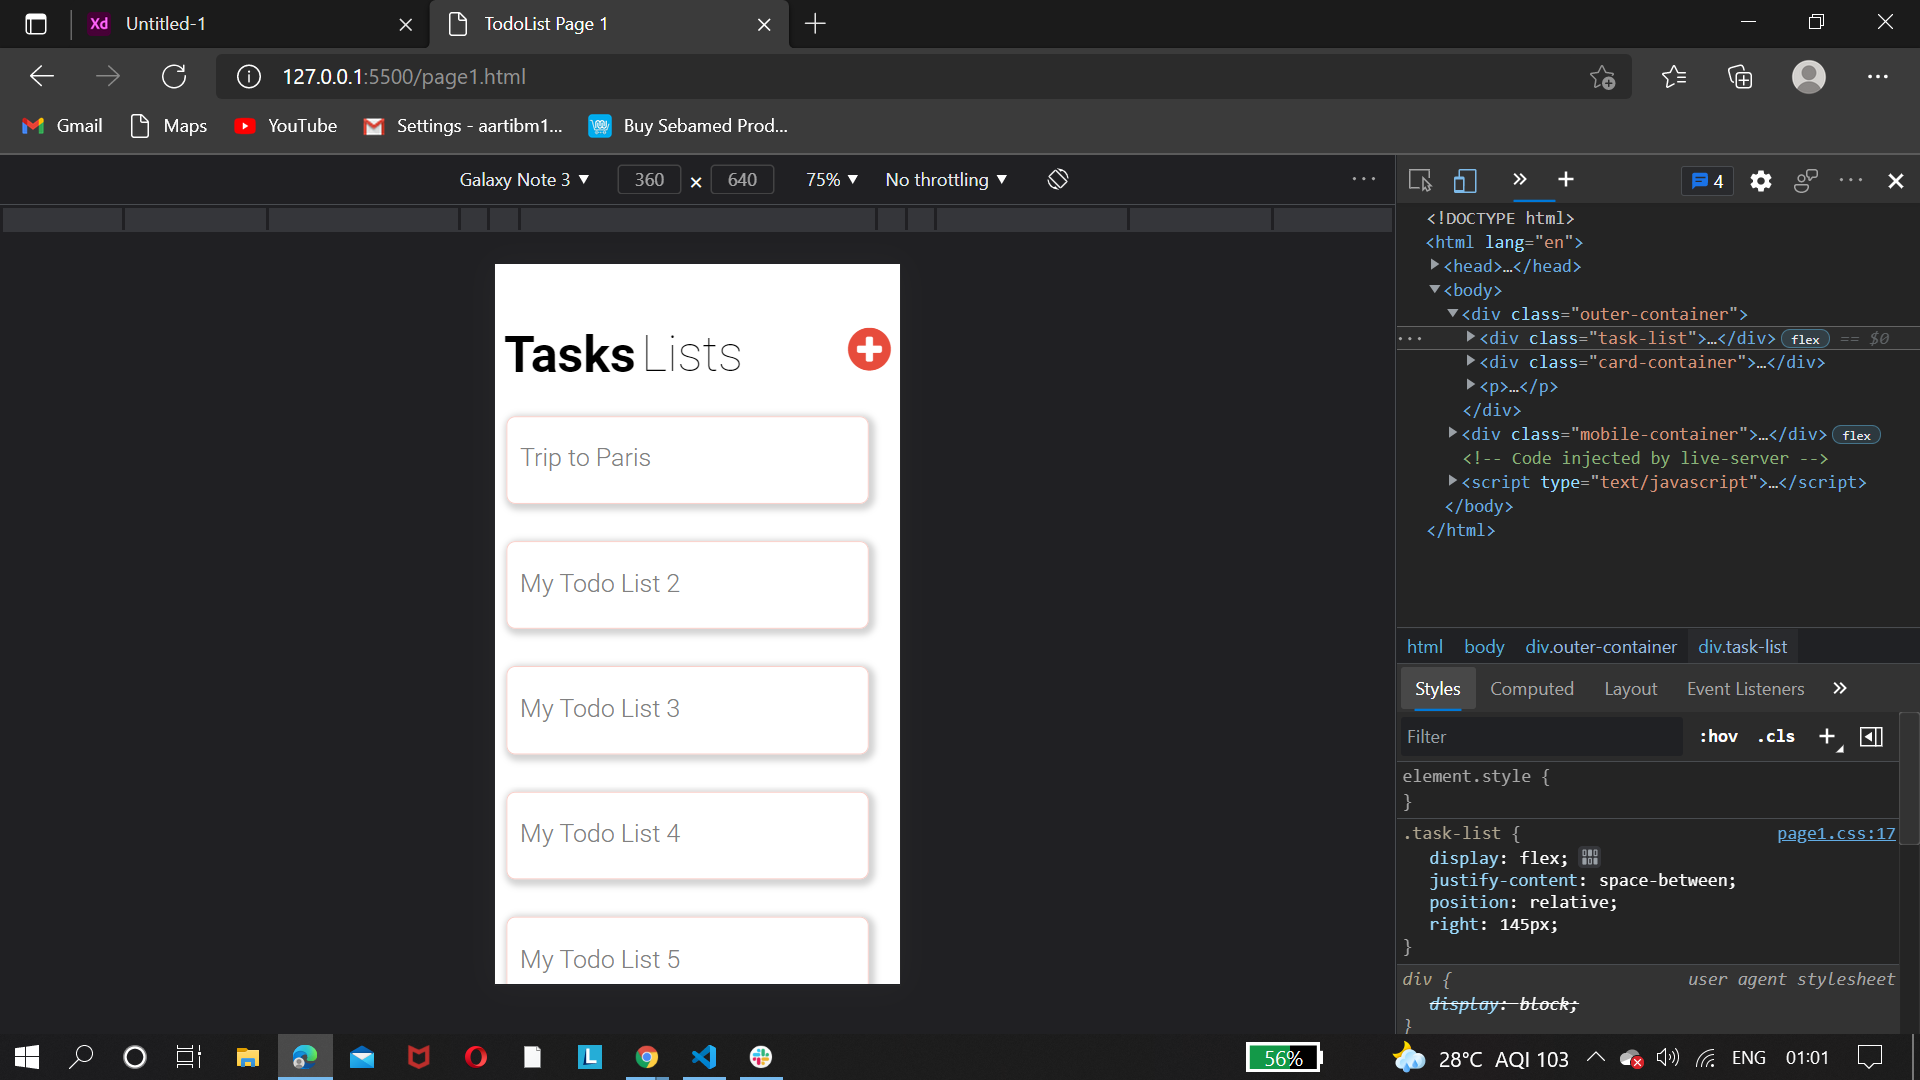 Xd Untitled-1
TodoList Page 1
127.0.0.1:5500/page1.html
Gmail
Maps
YouTube
Settings - aartibm1...
Buy Sebamed Prod...
Galaxy Note 3
360 × 640
75%
No throttling
4
Tasks Lists
Trip to Paris
My Todo List 2
My Todo List 3
My Todo List 4
My Todo List 5
<!DOCTYPE html>
<html lang="en">
<head>…</head>
<body>
<div class="outer-container">
<div class="task-list">…</div> flex == $0
<div class="card-container">…</div>
<p>…</p>
</div>
<div class="mobile-container">…</div> flex
<!-- Code injected by live-server -->
<script type="text/javascript">…</script>
</body>
</html>
html body div.outer-container div.task-list
Styles Computed Layout Event Listeners
Filter :hov .cls
element.style {
}
.task-list { page1.css:17
display: flex;
justify-content: space-between;
position: relative;
right: 145px;
}
div { user agent stylesheet
display: block;
}
L
56%
28°C AQI 103
ENG
01:01